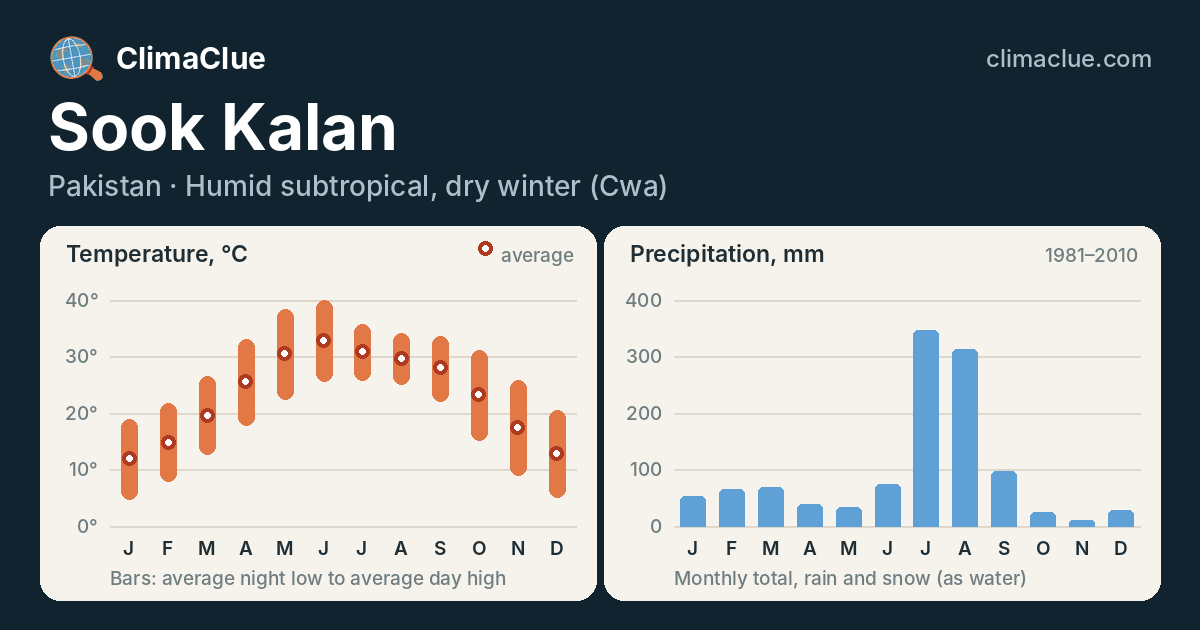 ClimaClue
climaclue.com
Sook Kalan
Pakistan · Humid subtropical, dry winter (Cwa)
Temperature, °C
average
40°
30°
20°
10°
0°
J F M A M J J A S O N D
Bars: average night low to average day high
Precipitation, mm
1981–2010
400
300
200
100
0
J F M A M J J A S O N D
Monthly total, rain and snow (as water)